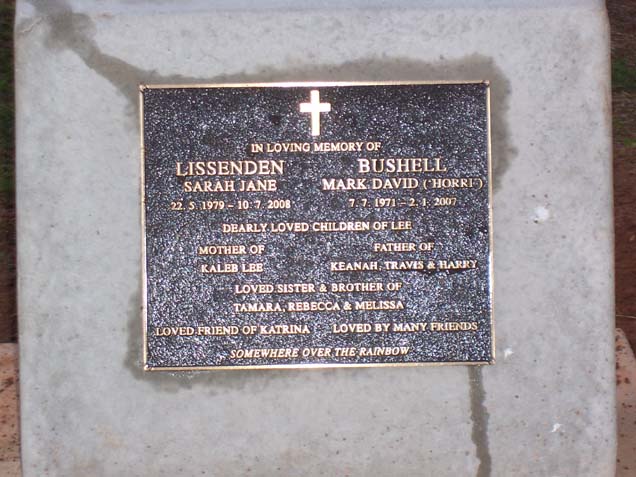 IN LOVING MEMORY OF
LISSENDEN BUSHELL
SARAH JANE MARK DAVID ("HORRI")
22. 5. 1979 – 10. 7. 2008 7. 7. 1971 – 2. 1. 2007
DEARLY LOVED CHILDREN OF LEE
MOTHER OF FATHER OF
KALEB LEE KEANAH, TRAVIS & HARRY
LOVED SISTER & BROTHER OF
TAMARA, REBECCA & MELISSA
LOVED FRIEND OF KATRINA LOVED BY MANY FRIENDS
SOMEWHERE OVER THE RAINBOW